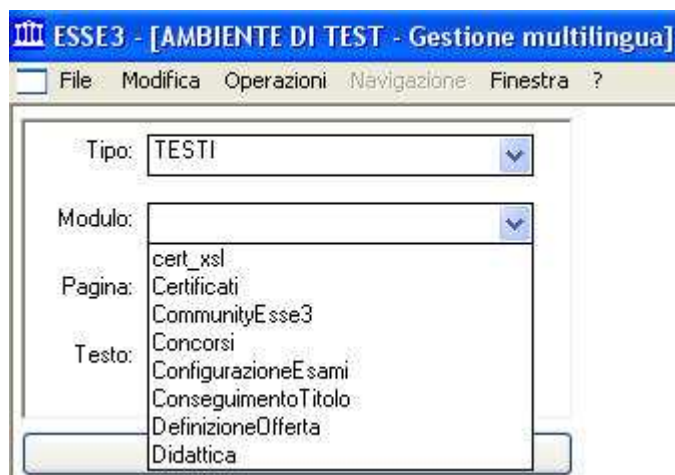 ESSE3 - [AMBIENTE DI TEST - Gestione multilingua]
File Modifica Operazioni Navigazione Finestra ?
Tipo: TESTI
Modulo:
cert_xsl
Certificati
Pagina:
CommunityEsse3
Concorsi
Testo:
ConfigurazioneEsami
ConseguimentoTitolo
DefinizioneOfferta
Didattica